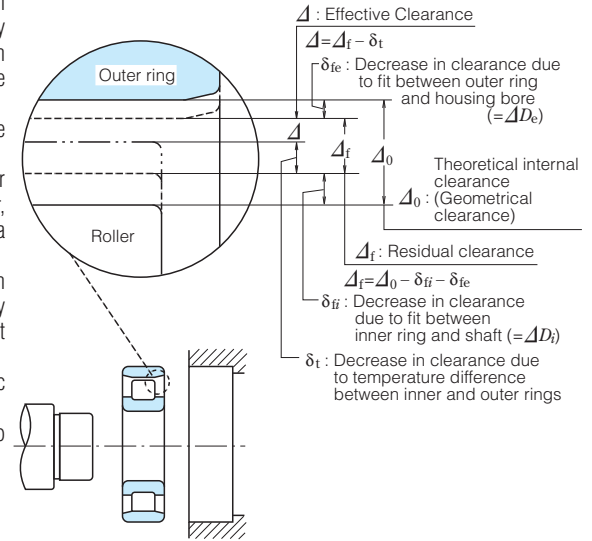 Δ : Effective Clearance
Δ=Δf – δt
δfe : Decrease in clearance due
to fit between outer ring
and housing bore
(=ΔDe)
Outer ring
Δ
Δf
Δ0
Theoretical internal
clearance
Δ0 : (Geometrical
clearance)
Roller
Δf : Residual clearance
Δf=Δ0 – δfi – δfe
δfi : Decrease in clearance
due to fit between
inner ring and shaft (=ΔDi)
δt : Decrease in clearance due
to temperature difference
between inner and outer rings